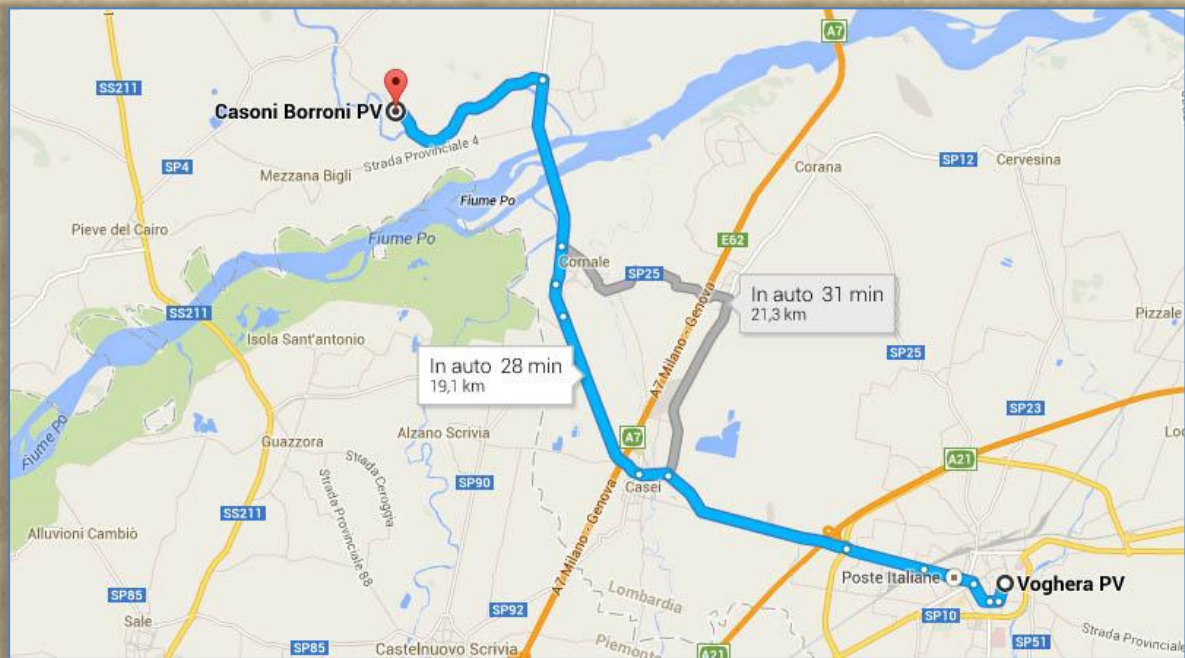 A7
SS211
Casoni Borroni PV
Strada Provinciale 4
SP4
Mezzana Bigli
Corana
SP12
Cervesina
Fiume Po
Pieve del Cairo
Fiume Po
E62
Cornale
SP25
In auto 31 min
21,3 km
A7 Milano - Genova
SS211
Isola Sant'antonio
Pizzale
SP25
In auto 28 min
19,1 km
SP23
Fiume Po
Guazzora
Alzano Scrivia
A7
A21
Strada Ceroggia
Strada Provinciale 88
SP90
Casei
SS211
Alluvioni Cambiò
A7 Milano - Genova
Poste Italiane
Voghera PV
SP85
Sale
SP92
Lombardia
Piemonte
SP10
SP85
Castelnuovo Scrivia
A21
SP51
Strada Provinciale